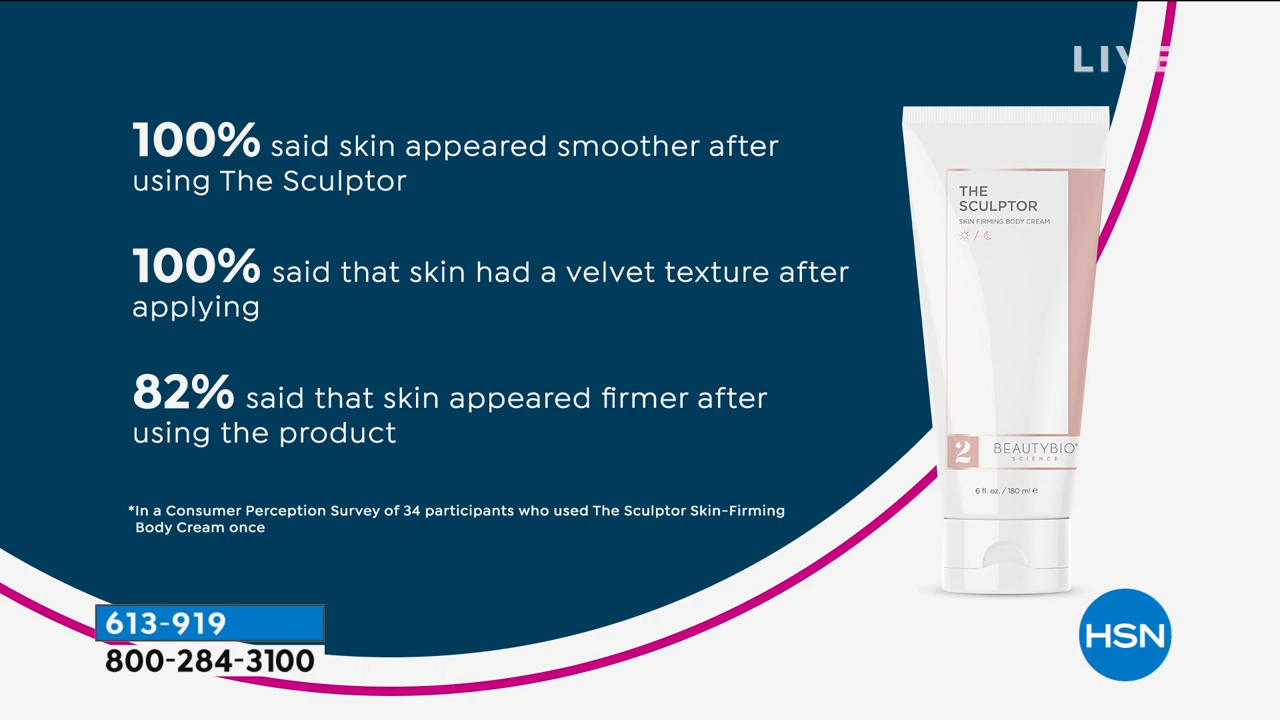 LIVE
100% said skin appeared smoother after
using The Sculptor
100% said that skin had a velvet texture after
applying
82% said that skin appeared firmer after
using the product
*In a Consumer Perception Survey of 34 participants who used The Sculptor Skin-Firming
Body Cream once
THE
SCULPTOR
SKIN FIRMING BODY CREAM
2 BEAUTYBIO®
SCIENCE
6 fl. oz. / 180 ml e
613-919
800-284-3100
HSN